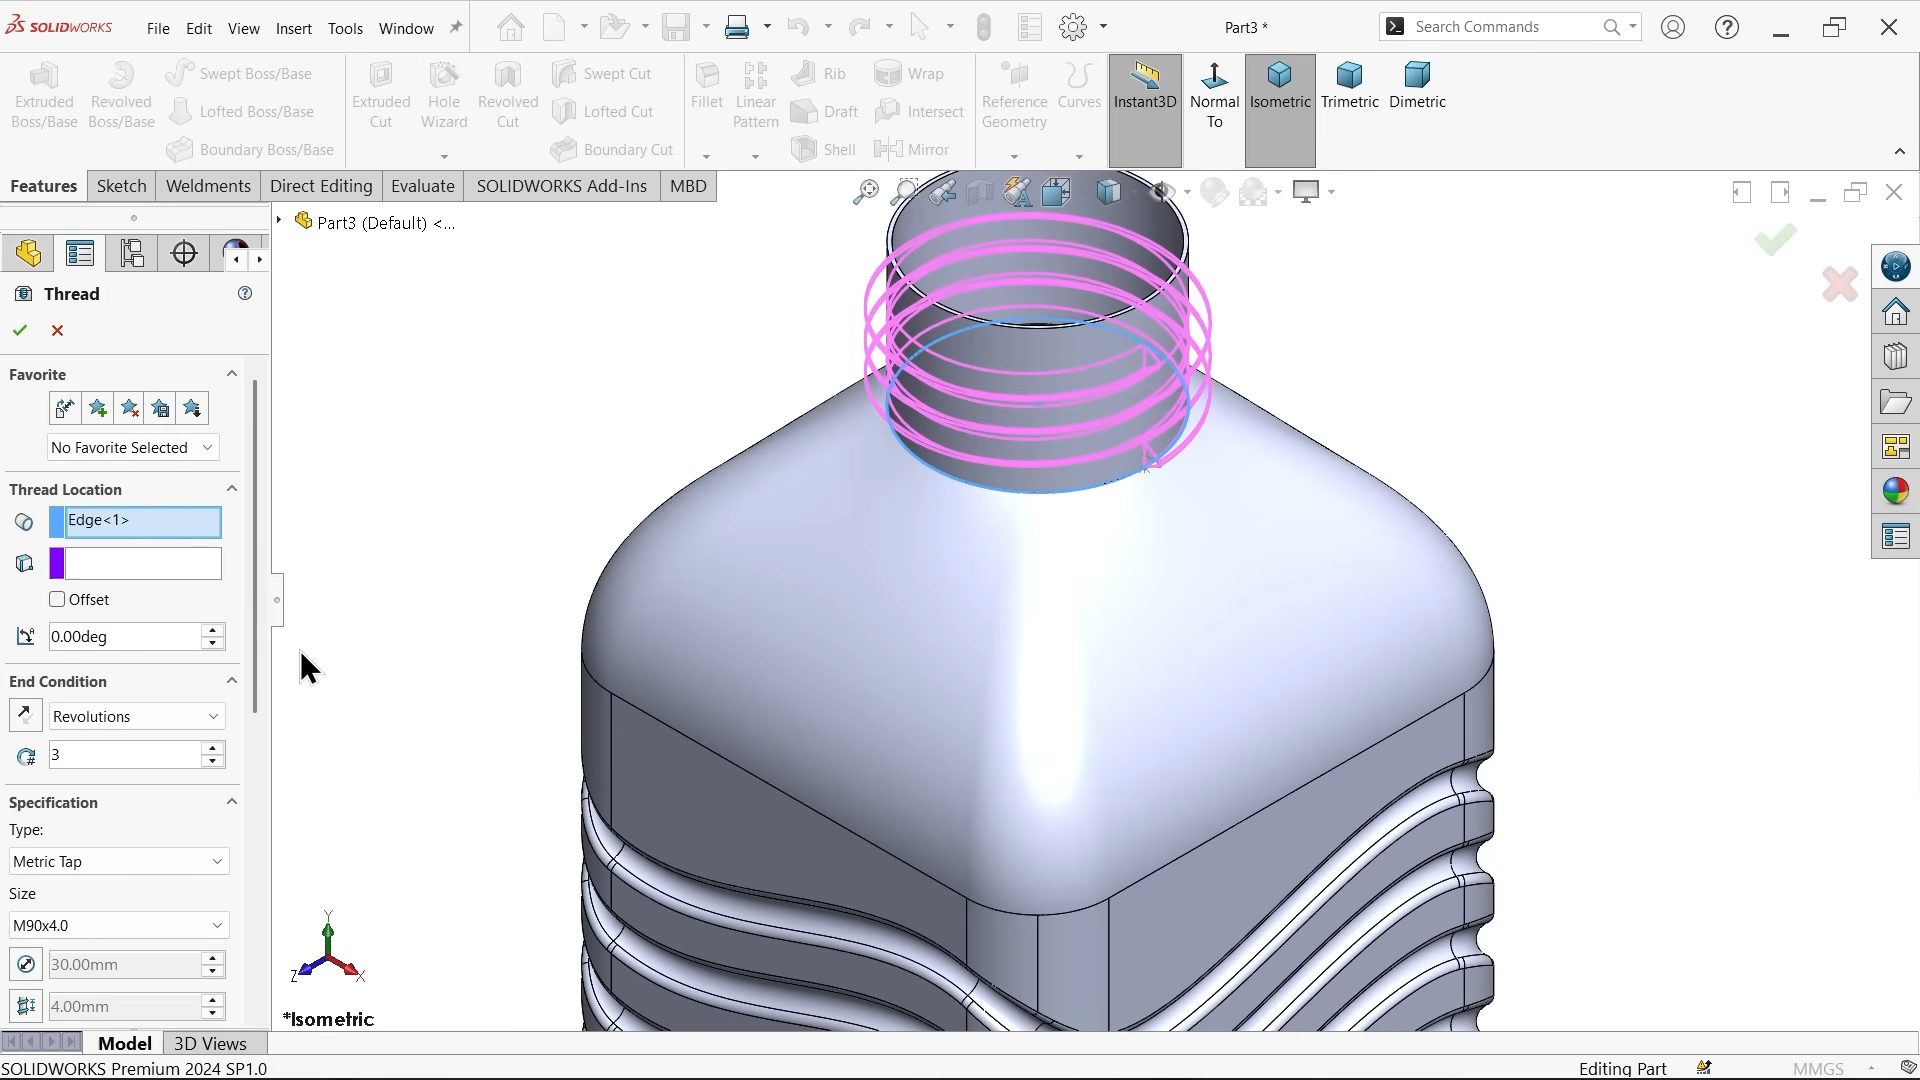 SOLIDWORKS
File Edit View Insert Tools Window
Part3 *
Search Commands
Extruded Boss/Base
Revolved Boss/Base
Swept Boss/Base
Lofted Boss/Base
Boundary Boss/Base
Extruded Cut
Hole Wizard
Revolved Cut
Swept Cut
Lofted Cut
Boundary Cut
Fillet
Linear Pattern
Rib
Draft
Shell
Wrap
Intersect
Mirror
Reference Geometry
Curves
Instant3D
Normal To
Isometric
Trimetric
Dimetric
Features Sketch Weldments Direct Editing Evaluate SOLIDWORKS Add-Ins MBD
Part3 (Default) <...
Thread
Favorite
No Favorite Selected
Thread Location
Edge<1>
Offset
0.00deg
End Condition
Revolutions
3
Specification
Type:
Metric Tap
Size
M90x4.0
30.00mm
4.00mm
Y
Z
X
*Isometric
Model 3D Views
SOLIDWORKS Premium 2024 SP1.0
Editing Part
MMGS